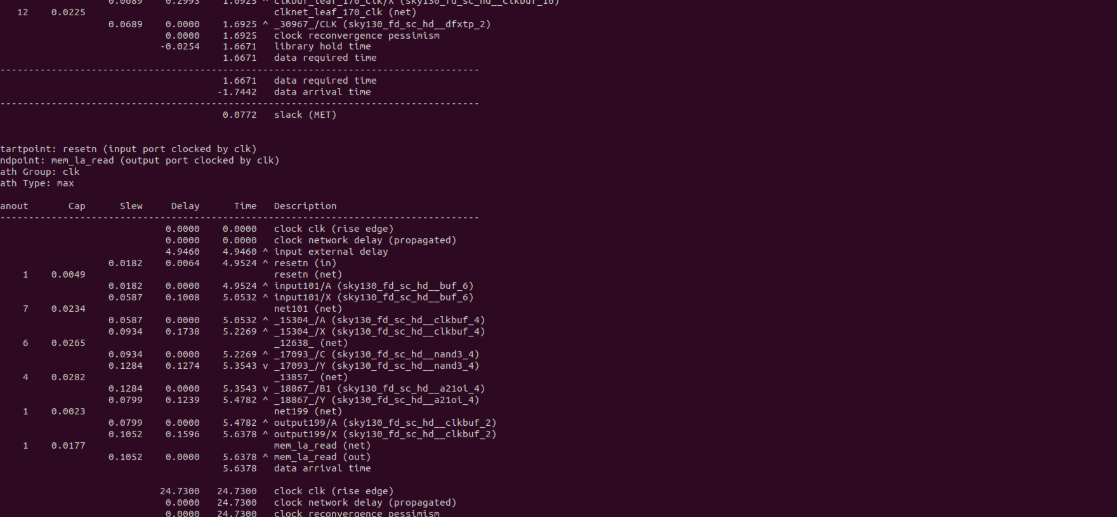 0.0689 0.2993 1.6925 ^ clkbuf_leaf_170_clk/X (sky130_fd_sc_hd__clkbuf_16)
12 0.0225 clknet_leaf_170_clk (net)
0.0689 0.0000 1.6925 ^ _30967_/CLK (sky130_fd_sc_hd__dfxtp_2)
0.0000 1.6925 clock reconvergence pessimism
-0.0254 1.6671 library hold time
1.6671 data required time
-----------------------------------------------------------------------------
1.6671 data required time
-1.7442 data arrival time
-----------------------------------------------------------------------------
0.0772 slack (MET)
tartpoint: resetn (input port clocked by clk)
ndpoint: mem_la_read (output port clocked by clk)
ath Group: clk
ath Type: max
anout Cap Slew Delay Time Description
-----------------------------------------------------------------------------
0.0000 0.0000 clock clk (rise edge)
0.0000 0.0000 clock network delay (propagated)
4.9460 4.9460 ^ input external delay
0.0182 0.0064 4.9524 ^ resetn (in)
1 0.0049 resetn (net)
0.0182 0.0000 4.9524 ^ input101/A (sky130_fd_sc_hd__buf_6)
0.0587 0.1008 5.0532 ^ input101/X (sky130_fd_sc_hd__buf_6)
7 0.0234 net101 (net)
0.0587 0.0000 5.0532 ^ _15304_/A (sky130_fd_sc_hd__clkbuf_4)
0.0934 0.1738 5.2269 ^ _15304_/X (sky130_fd_sc_hd__clkbuf_4)
6 0.0265 _12638_ (net)
0.0934 0.0000 5.2269 ^ _17093_/C (sky130_fd_sc_hd__nand3_4)
0.1284 0.1274 5.3543 v _17093_/Y (sky130_fd_sc_hd__nand3_4)
4 0.0282 _13857_ (net)
0.1284 0.0000 5.3543 v _18867_/B1 (sky130_fd_sc_hd__a21oi_4)
0.0799 0.1239 5.4782 ^ _18867_/Y (sky130_fd_sc_hd__a21oi_4)
1 0.0023 net199 (net)
0.0799 0.0000 5.4782 ^ output199/A (sky130_fd_sc_hd__clkbuf_2)
0.1052 0.1596 5.6378 ^ output199/X (sky130_fd_sc_hd__clkbuf_2)
1 0.0177 mem_la_read (net)
0.1052 0.0000 5.6378 ^ mem_la_read (out)
5.6378 data arrival time
24.7300 24.7300 clock clk (rise edge)
0.0000 24.7300 clock network delay (propagated)
0.0000 24.7300 clock reconvergence pessimism